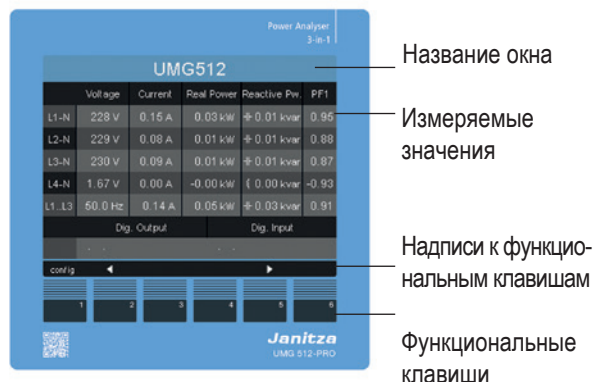 Power Analyser
3-in-1
UMG512
Voltage Current Real Power Reactive Pw. PF1
L1-N 228 V 0.15 A 0.03 kW 0.01 kvar 0.95
L2-N 229 V 0.08 A 0.01 kW 0.01 kvar 0.88
L3-N 230 V 0.09 A 0.01 kW 0.01 kvar 0.87
L4-N 1.67 V 0.00 A -0.00 kW 0.00 kvar -0.93
L1..L3 50.0 Hz 0.14 A 0.05 kW 0.03 kvar 0.91
Dig. Output Dig. Input
config
1 2 3 4 5 6
Janitza
UMG 512-PRO
Название окна
Измеряемые
значения
Надписи к функцио-
нальным клавишам
Функциональные
клавиши